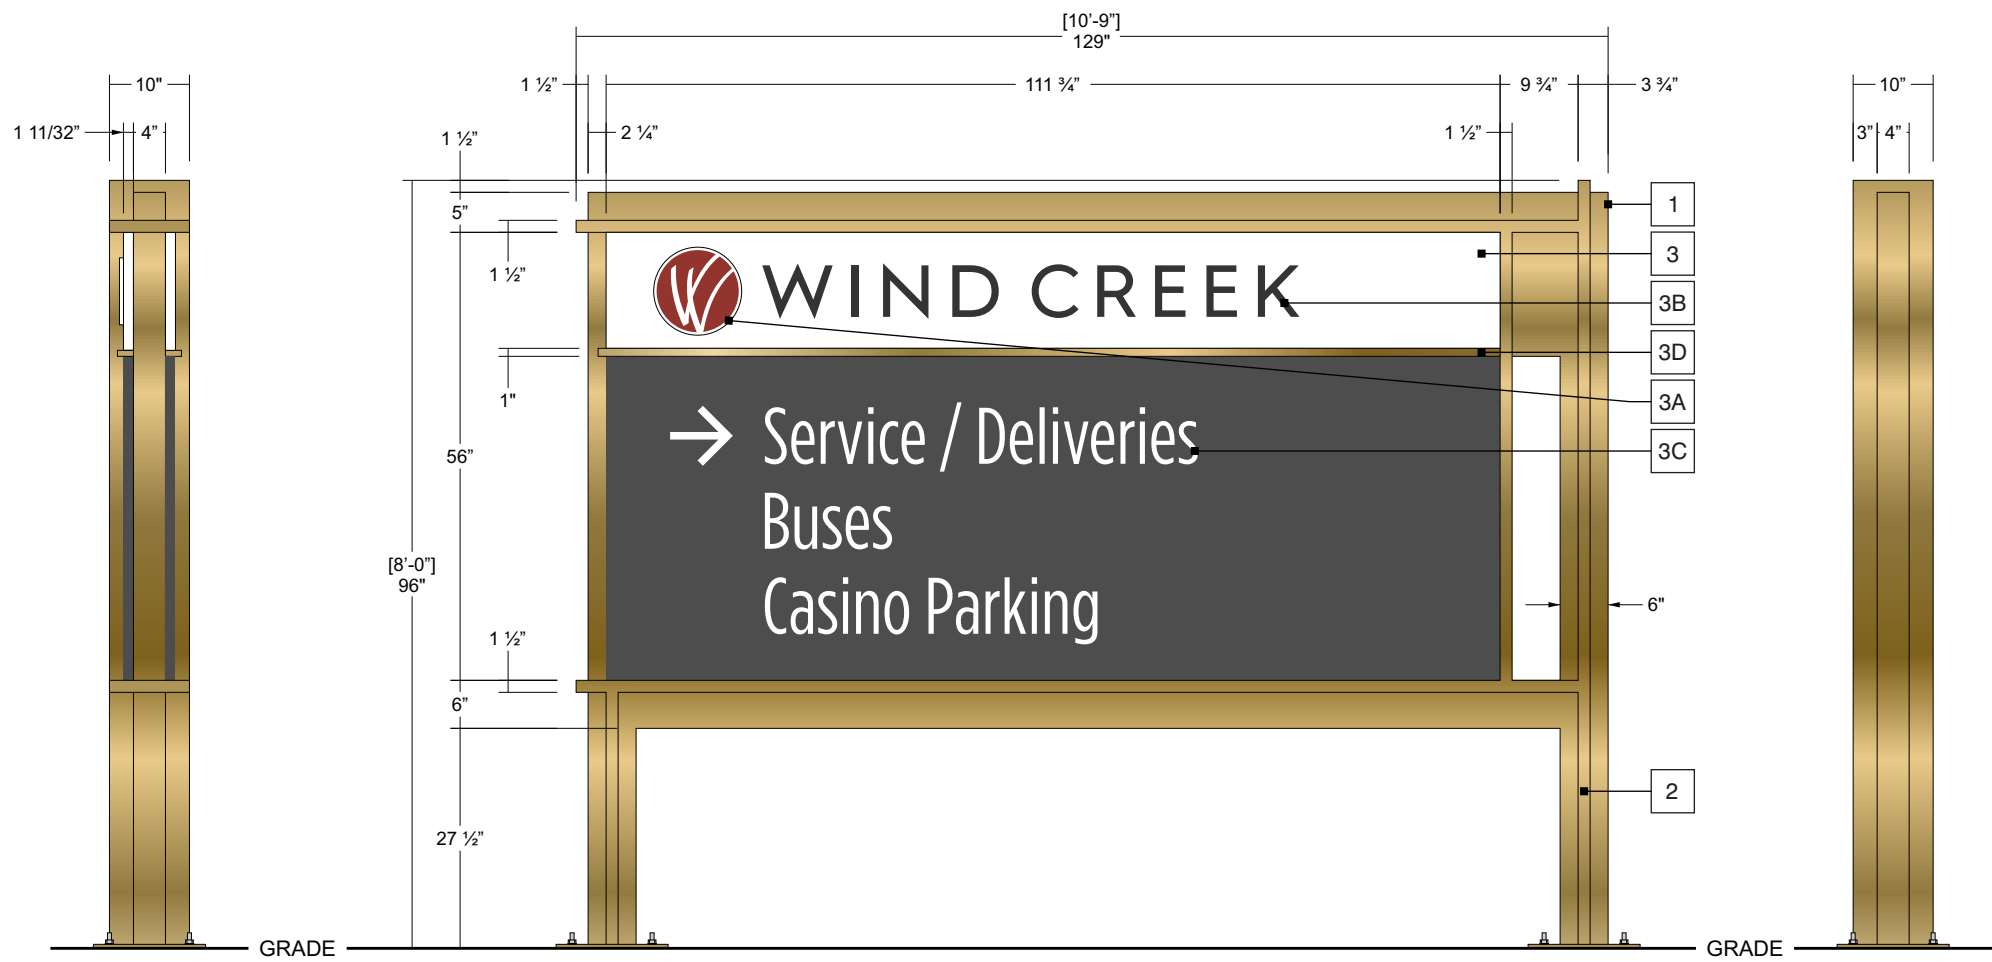 [10’-9”]
129"
10"
1 ½”
111 ¾”
9 ¾”
3 ¾”
10”
1 11/32”
4”
1 ½”
2 ¼”
1 ½”
3”
4”
1
5”
3
WIND CREEK
1 ½”
3B
3D
1"
3A
→ Service / Deliveries
56”
3C
Buses
[8’-0”]
96"
Casino Parking
6"
1 ½”
6”
2
27 ½”
GRADE
GRADE